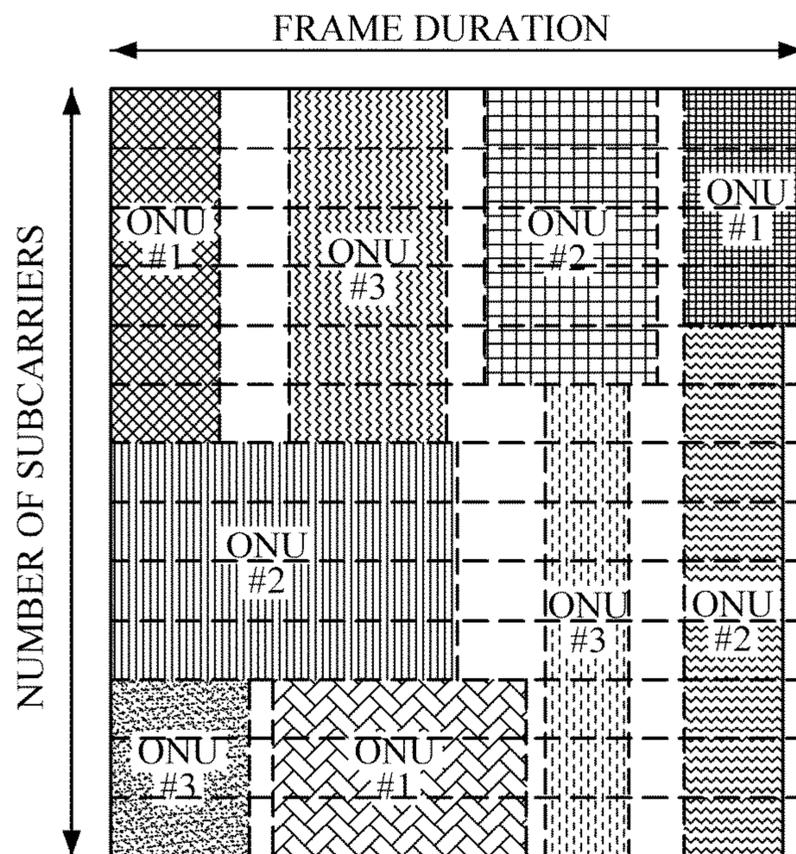 FRAME DURATION
NUMBER OF SUBCARRIERS
ONU
#1
ONU
#3
ONU
#2
ONU
#1
ONU
#2
ONU
#3
ONU
#2
ONU
#3
ONU
#1